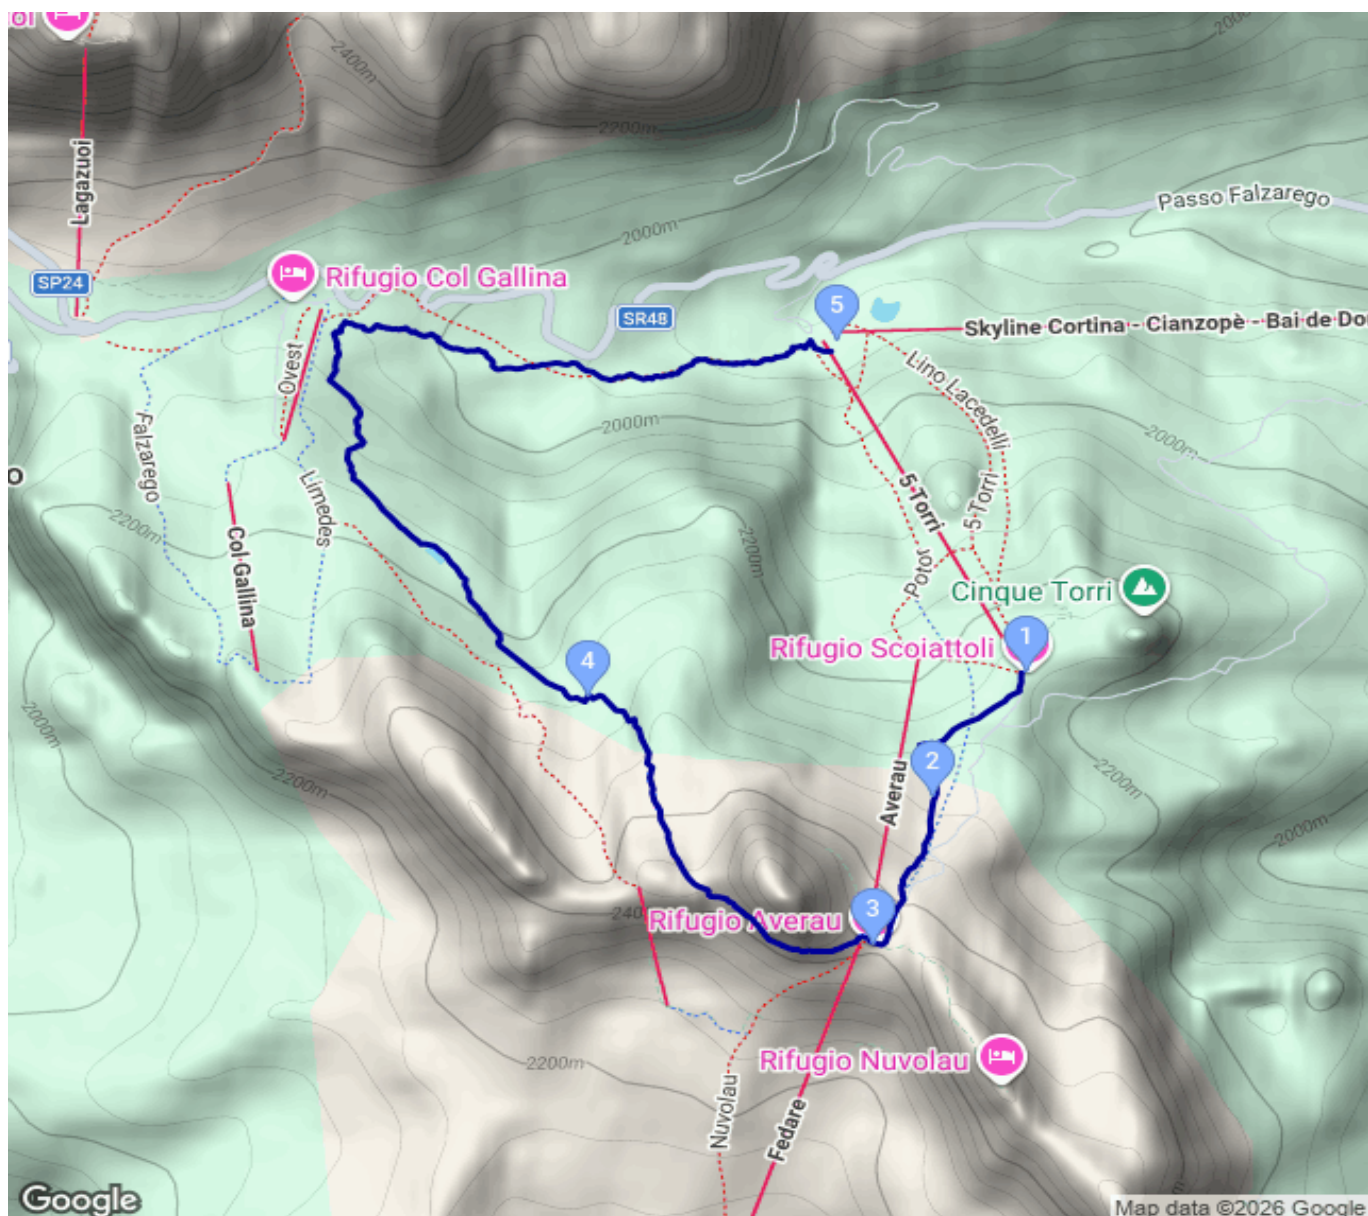 ol
2400m
2000
Lagazuoi
2200m
Passo Falzarego
2000m
SP24
Rifugio Col Gallina
SR48
5
Skyline Cortina - Cianzopè - Bai de Do
Ovest
Lino Lacedelli
Falzarego
2000m
2000m
o
Limedes
5 Torri
5 Torri
2200m
Col Gallina
2200m
Potor
Cinque Torri
Rifugio Scoiattoli
1
4
2000m
2200m
2
2200m
Averau
2000m
240
Rifugio Averau
3
2200m
Rifugio Nuvolau
Nuvolau
Fedare
Google
Map data ©2026 Google